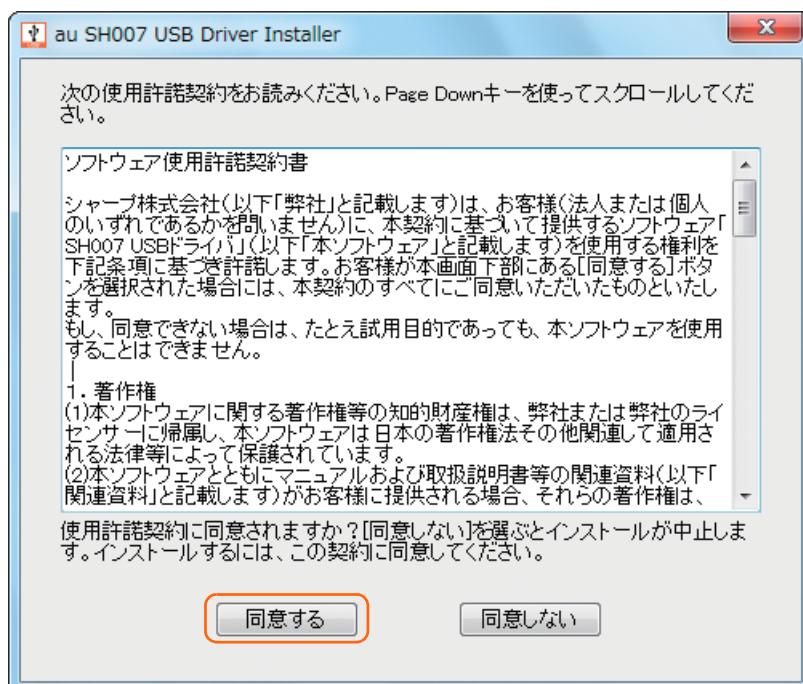 au SH007 USB Driver Installer
次の使用許諾契約をお読みください。Page Downキーを使ってスクロールしてくだ
さい。
ソフトウェア使用許諾契約書
シャープ株式会社(以下「弊社」と記載します)は、お客様(法人または個人
のいずれであるかを問いません)に、本契約に基づいて提供するソフトウェア「
SH007 USBドライバ」(以下「本ソフトウェア」と記載します)を使用する権利を
下記条項に基づき許諾します。お客様が本画面下部にある[同意する]ボタ
ンを選択された場合には、本契約のすべてにご同意いただいたものといたし
ます。
もし、同意できない場合は、たとえ試用目的であっても、本ソフトウェアを使用
することはできません。
1. 著作権
(1)本ソフトウェアに関する著作権等の知的財産権は、弊社または弊社のライ
センサーに帰属し、本ソフトウェアは日本の著作権法その他関連して適用さ
れる法律等によって保護されています。
(2)本ソフトウェアとともにマニュアルおよび取扱説明書等の関連資料(以下「
関連資料」と記載します)がお客様に提供される場合、それらの著作権は、
使用許諾契約に同意されますか?[同意しない]を選ぶとインストールが中止しま
す。インストールするには、この契約に同意してください。
同意する
同意しない